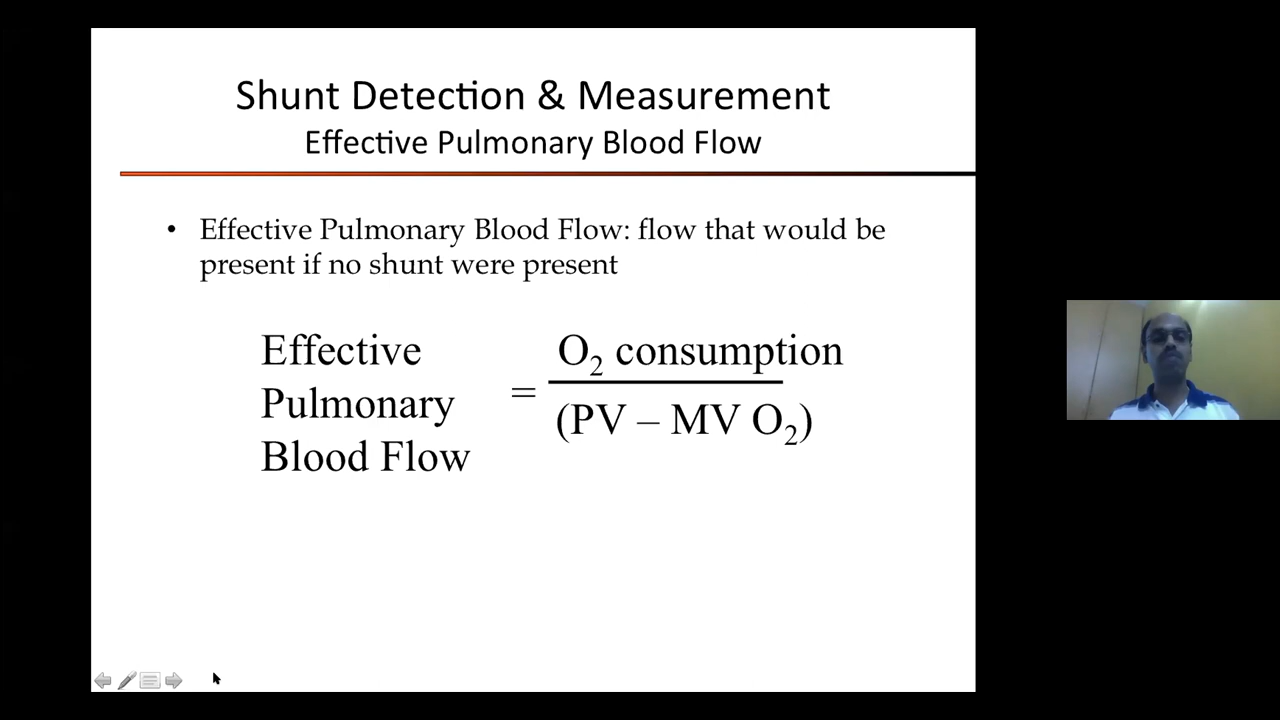 Shunt Detection & Measurement
Effective Pulmonary Blood Flow
• Effective Pulmonary Blood Flow: flow that would be
present if no shunt were present
Effective
Pulmonary
Blood Flow
=
O₂ consumption
(PV – MV O₂)